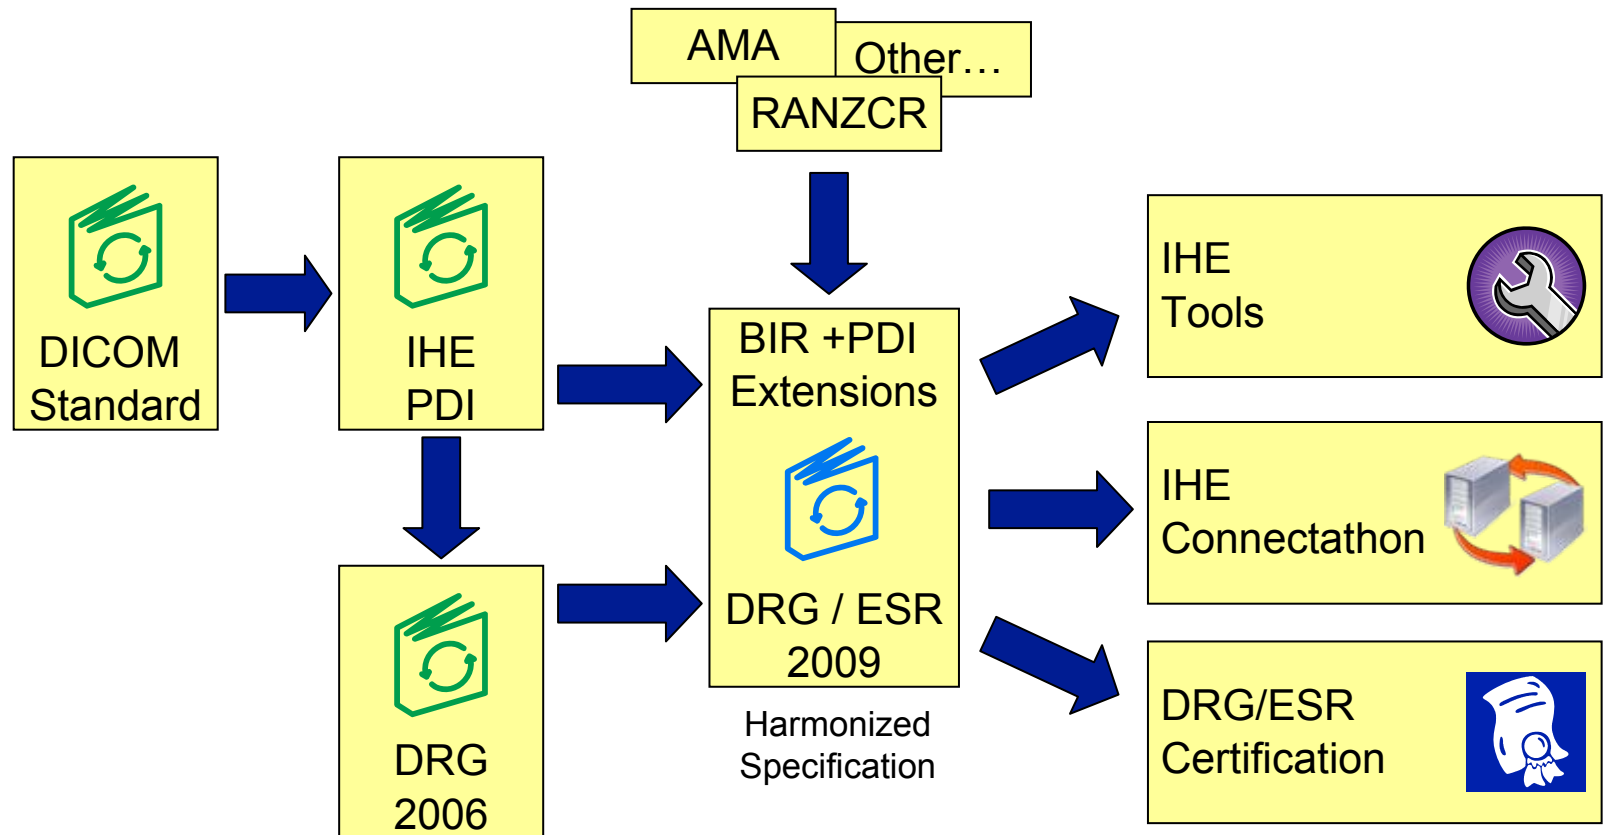 AMA
Other…
RANZCR
DICOM
Standard
IHE
PDI
DRG
2006
BIR +PDI
Extensions
DRG / ESR
2009
Harmonized
Specification
IHE
Tools
IHE
Connectathon
DRG/ESR
Certification